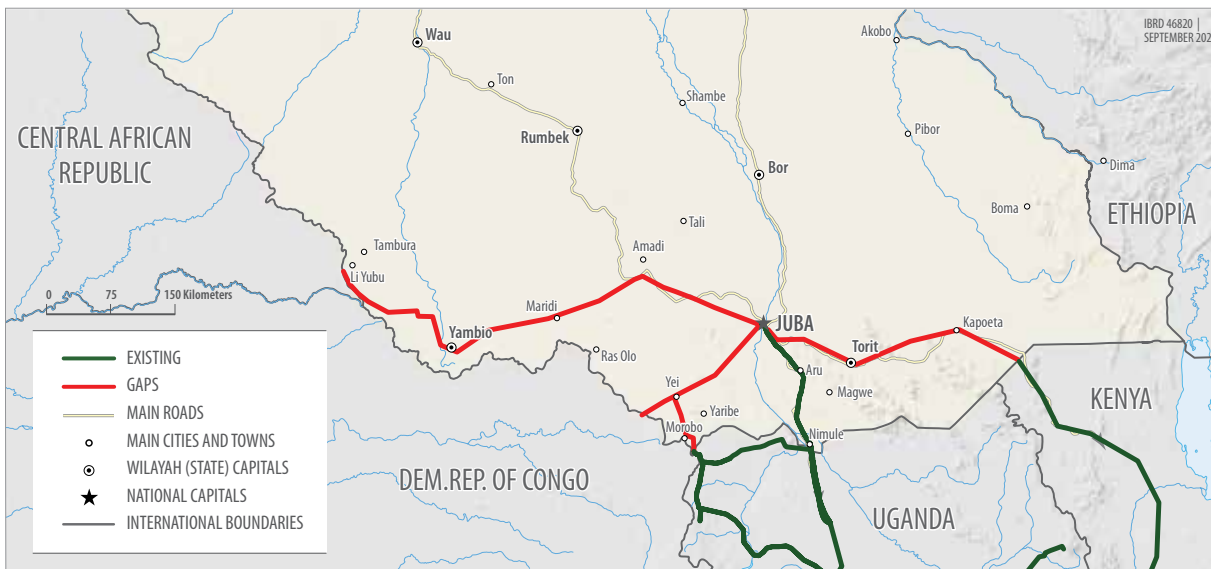 IBRD 46820 |
SEPTEMBER 202
Wau
Akobo
Ton
Shambe
CENTRAL AFRICAN
REPUBLIC
Rumbek
Pibor
Bor
Dima
Boma
ETHIOPIA
Tali
Tambura
Amadi
Li Yubu
0 75 150 Kilometers
Maridi
JUBA
Kapoeta
Yambio
Ras Olo
Torit
Aru
Magwe
KENYA
Yei
Yaribe
Morobo
Nimule
DEM.REP. OF CONGO
UGANDA
EXISTING
GAPS
MAIN ROADS
MAIN CITIES AND TOWNS
WILAYAH (STATE) CAPITALS
NATIONAL CAPITALS
INTERNATIONAL BOUNDARIES